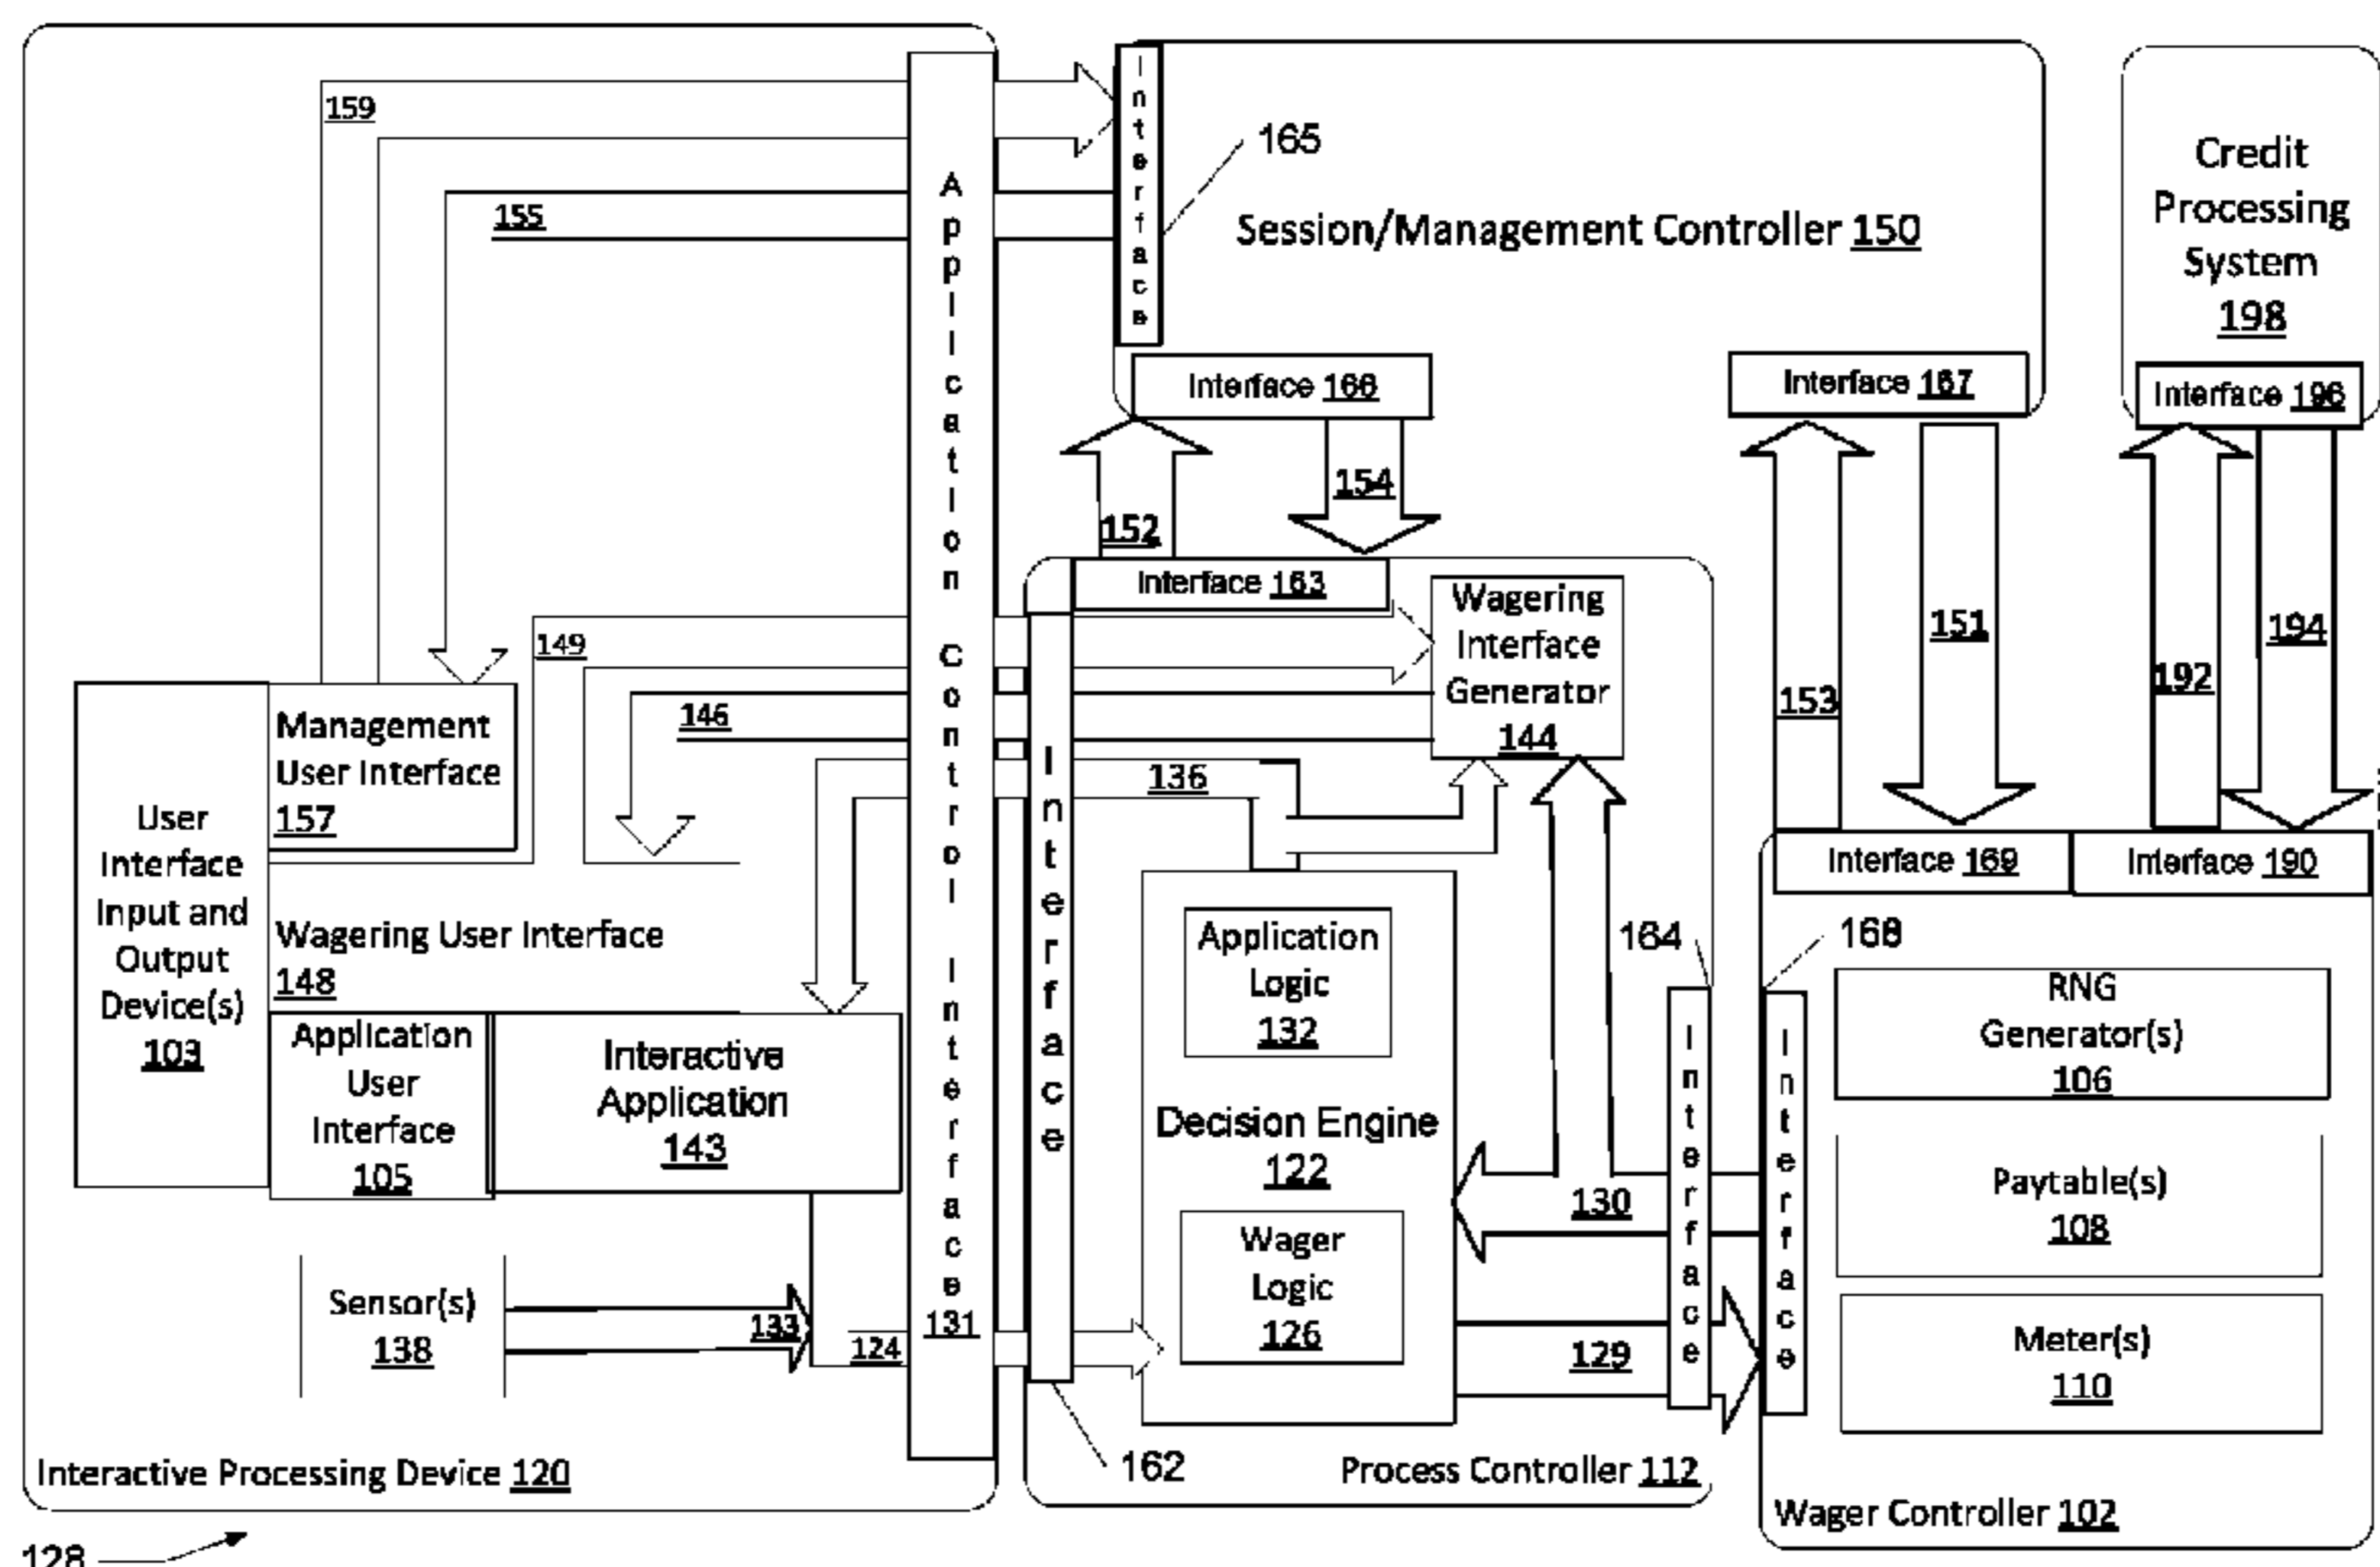 159
155
Application Control Interface
131
Interface
165
Session/Management Controller 150
Credit
Processing
System
198
Interface 166
Interface 167
Interface 196
152
154
153
151
192
194
Interface 163
Wagering
Interface
Generator
144
149
146
136
Management
User Interface
157
User
Interface
Input and
Output
Device(s)
103
Wagering User Interface
148
Application
User
Interface
105
Interactive
Application
143
Sensor(s)
138
133
124
Interface
162
Application
Logic
132
Decision Engine
122
Wager
Logic
126
130
129
164
Interface
168
Interface
Interface 169
Interface 190
RNG
Generator(s)
106
Paytable(s)
108
Meter(s)
110
Interactive Processing Device 120
Process Controller 112
Wager Controller 102
128